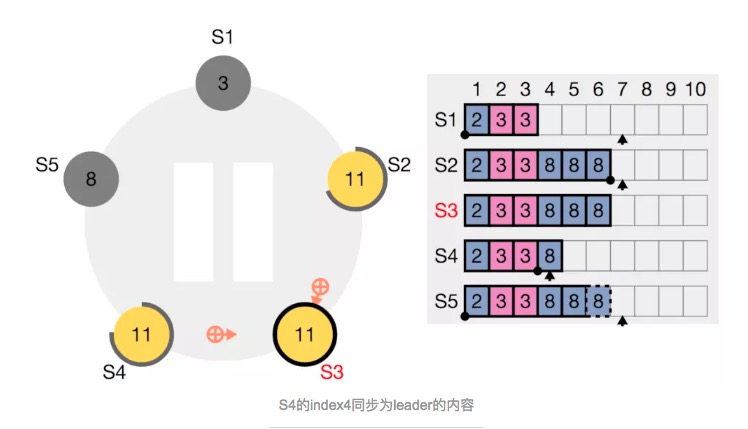 S1
3
S5
8
11
S2
11
S4
11
S3
1 2 3 4 5 6 7 8 9 10
S1 2 3 3
S2 2 3 3 8 8 8
S3 2 3 3 8 8 8
S4 2 3 3 8
S5 2 3 3 8 8 8
S4的index4同步为leader的内容